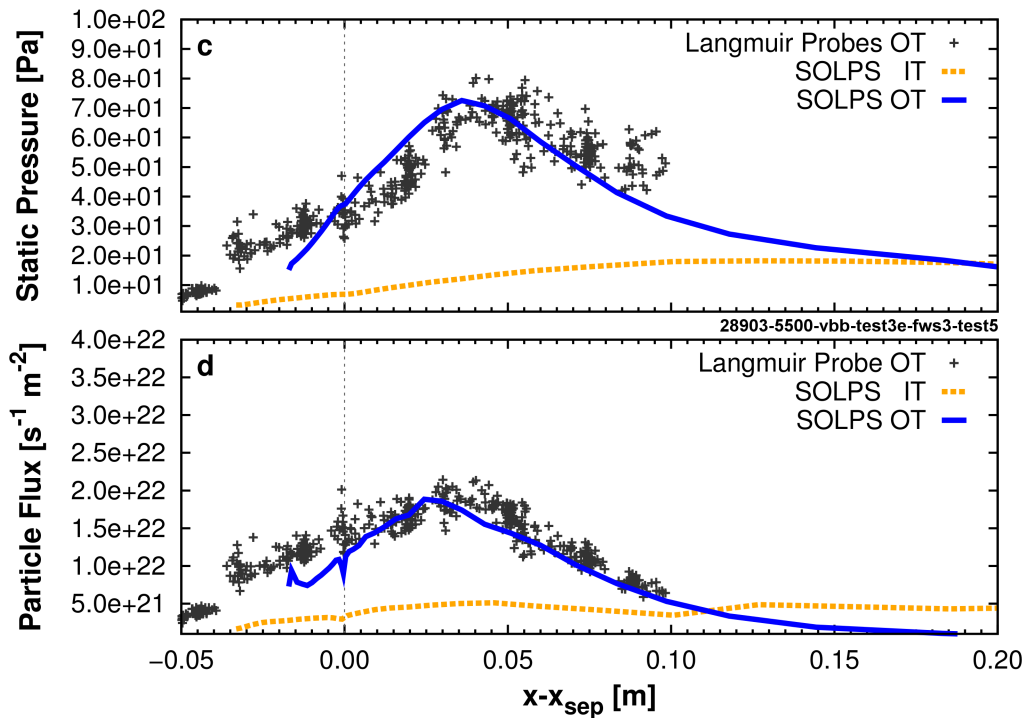 1.0e+02
9.0e+01
8.0e+01
7.0e+01
6.0e+01
5.0e+01
4.0e+01
3.0e+01
2.0e+01
1.0e+01
Static Pressure [Pa]
c
Langmuir Probes OT
SOLPS IT
SOLPS OT
28903-5500-vbb-test3e-fws3-test5
4.0e+22
3.5e+22
3.0e+22
2.5e+22
2.0e+22
1.5e+22
1.0e+22
5.0e+21
Particle Flux [s⁻¹ m⁻²]
d
Langmuir Probe OT
SOLPS IT
SOLPS OT
−0.05 0.00 0.05 0.10 0.15 0.20
x-x_sep [m]